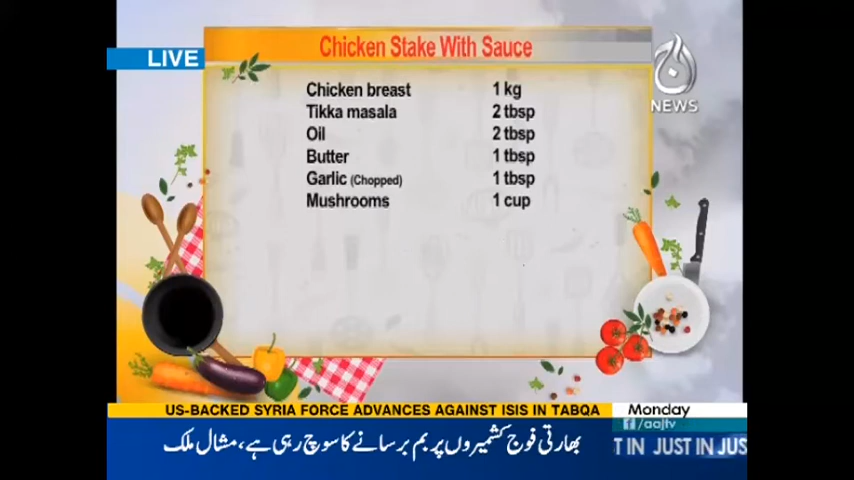 Chicken Stake With Sauce
LIVE
NEWS
Chicken breast 1 kg
Tikka masala 2 tbsp
Oil 2 tbsp
Butter 1 tbsp
Garlic (Chopped) 1 tbsp
Mushrooms 1 cup
US-BACKED SYRIA FORCE ADVANCES AGAINST ISIS IN TABQA
Monday
f/aajtv
بھارتی فوج کشمیروں پر بم برسانے کا سوچ رہی ہے، مشال ملک
T IN JUST IN JUS